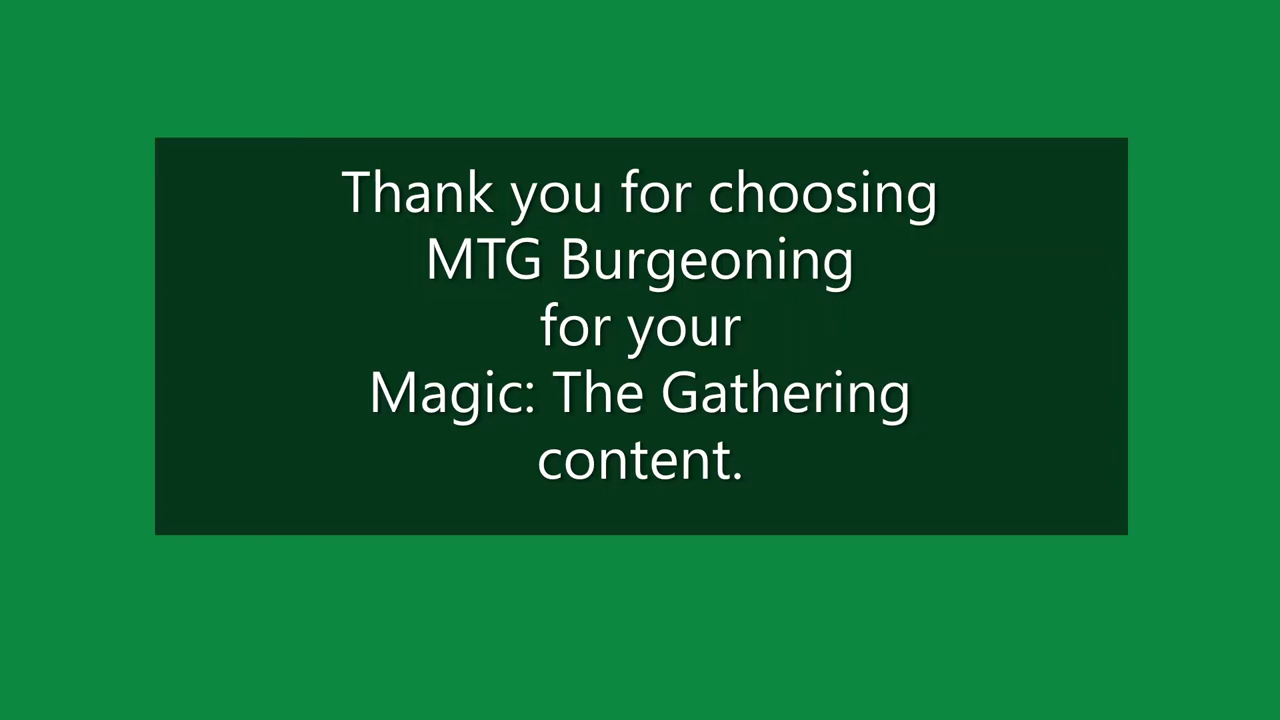 Thank you for choosing
MTG Burgeoning
for your
Magic: The Gathering
content.